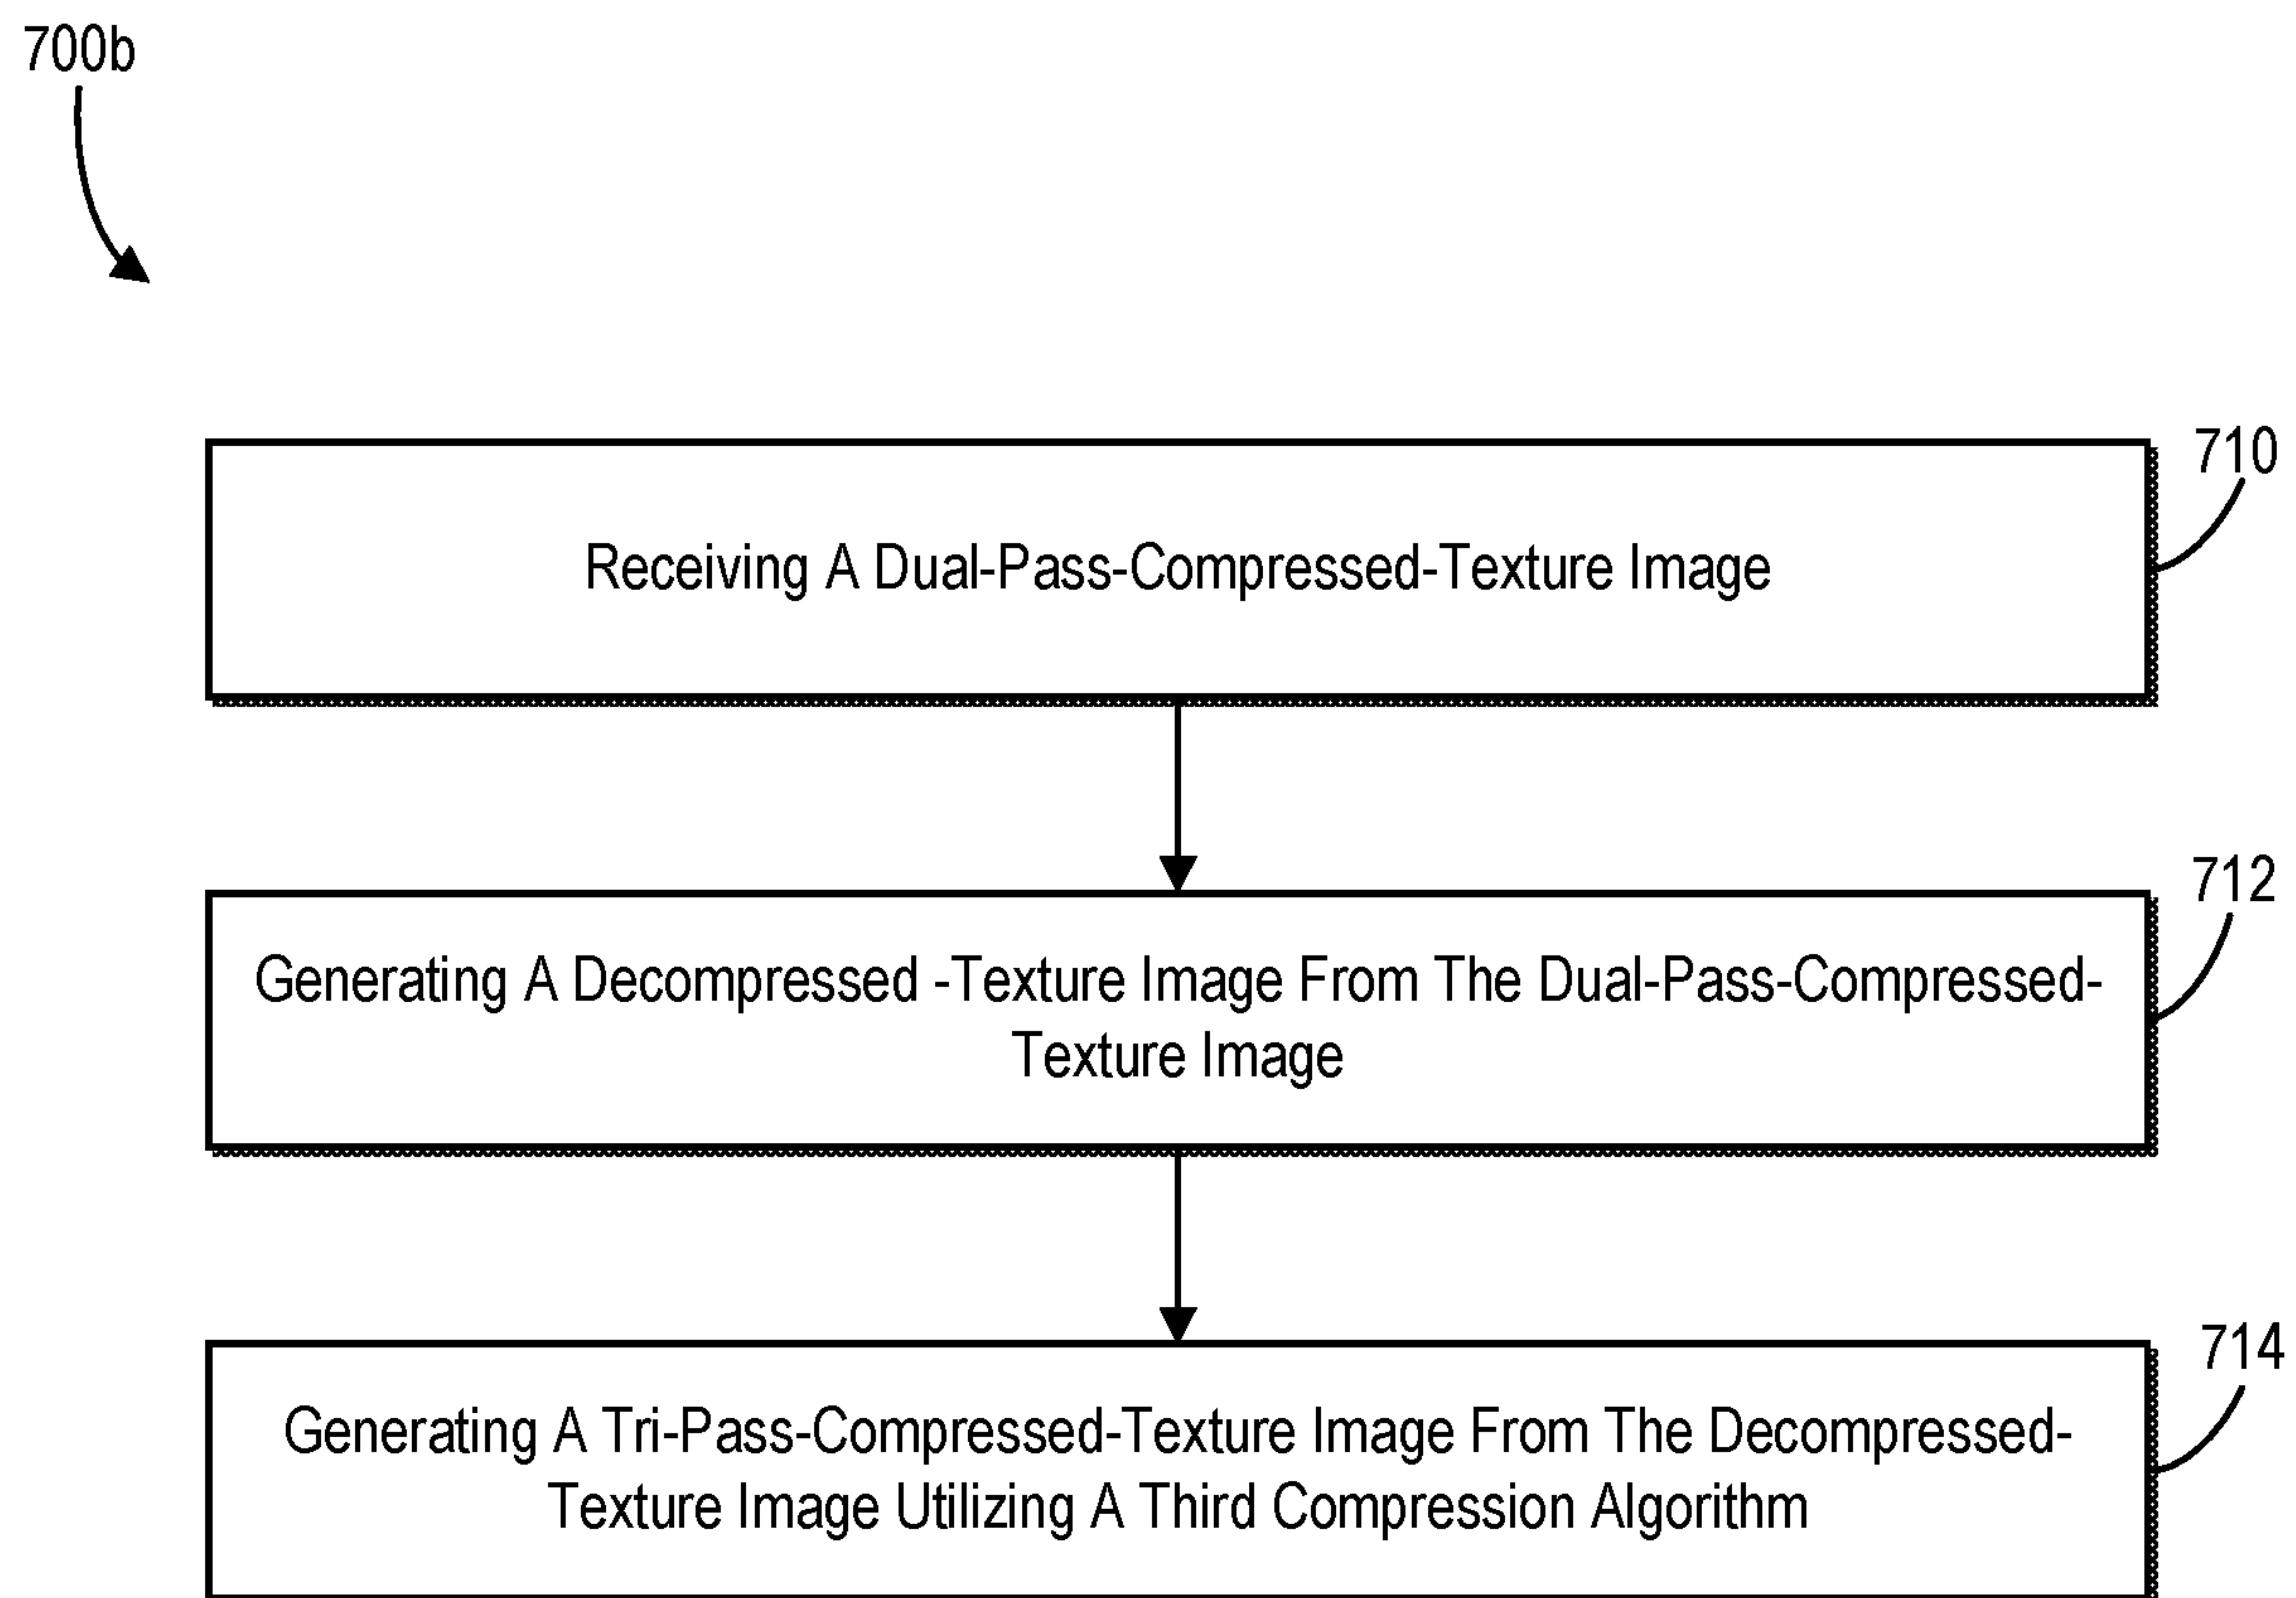 700b
710
Receiving A Dual-Pass-Compressed-Texture Image
712
Generating A Decompressed -Texture Image From The Dual-Pass-Compressed-
Texture Image
714
Generating A Tri-Pass-Compressed-Texture Image From The Decompressed-
Texture Image Utilizing A Third Compression Algorithm